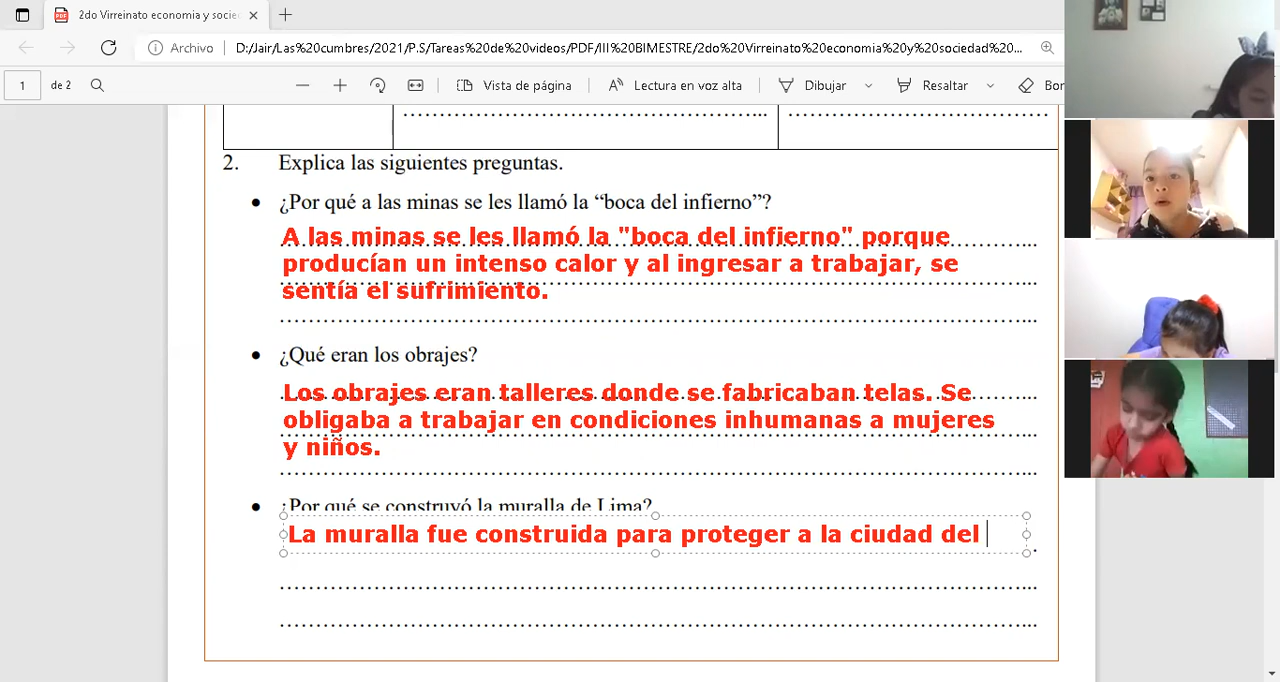 2do Virreinato economia y socie
Archivo
D:/Jair/Las%20cumbres/2021/P.S/Tareas%20de%20vídeos/PDF/III%20BIMESTRE/2do%20Virreinato%20economia%20y%20sociedad%20...
1
de 2
Vista de página
Lectura en voz alta
Dibujar
Resaltar
Bor
2. Explica las siguientes preguntas.
• ¿Por qué a las minas se les llamó la “boca del infierno”?
A las minas se les llamó la "boca del infierno" porque
producían un intenso calor y al ingresar a trabajar, se
sentía el sufrimiento.
• ¿Qué eran los obrajes?
Los obrajes eran talleres donde se fabricaban telas. Se
obligaba a trabajar en condiciones inhumanas a mujeres
y niños.
• ¿Por qué se construyó la muralla de Lima?
La muralla fue construida para proteger a la ciudad del